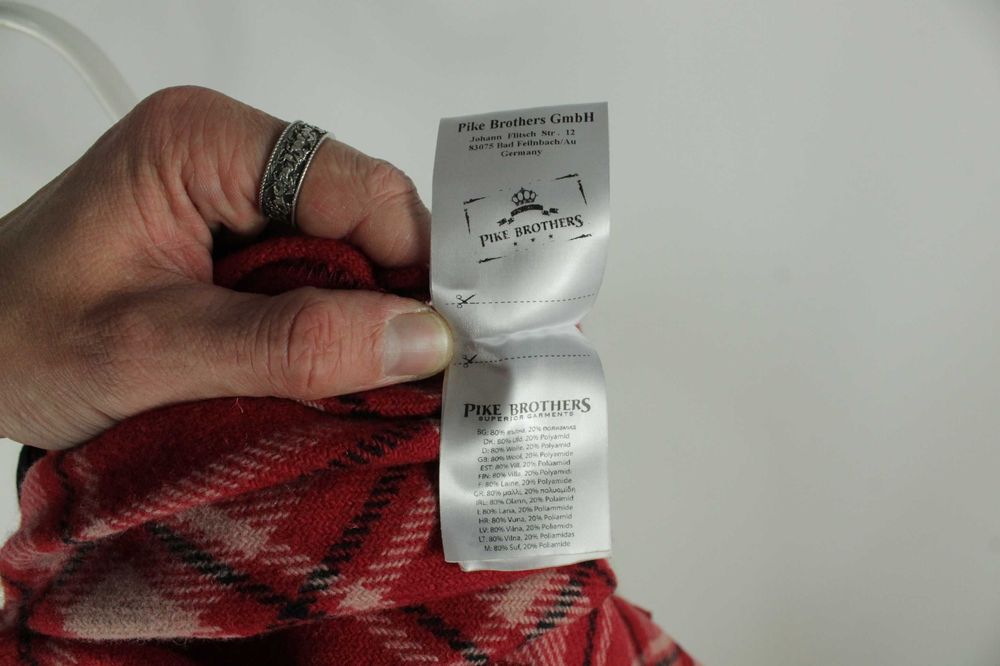 Pike Brothers GmbH
Johann Flitsch Str. 12
83075 Bad Feilnbach/Au
Germany
PIKE BROTHERS
PIKE BROTHERS
SUPERIOR GARMENTS
BG: 80% вълна, 20% полиамид
DK: 80% Uld, 20% Polyamid
D: 80% Wolle, 20% Polyamid
GB: 80% Wool, 20% Polyamide
EST: 80% Vill, 20% Polüamiid
FIN: 80% Villa, 20% Polyamidi
F: 80% Laine, 20% Polyamide
GR: 80% μαλλί, 20% πολυαμίδη
IRL: 80% Olann, 20% Polaimíd
I: 80% Lana, 20% Poliammide
HR: 80% Vuna, 20% Poliamid
LV: 80% Vilna, 20% Poliamids
LT: 80% Vilna, 20% Poliamidas
M: 80% Suf, 20% Poliamide